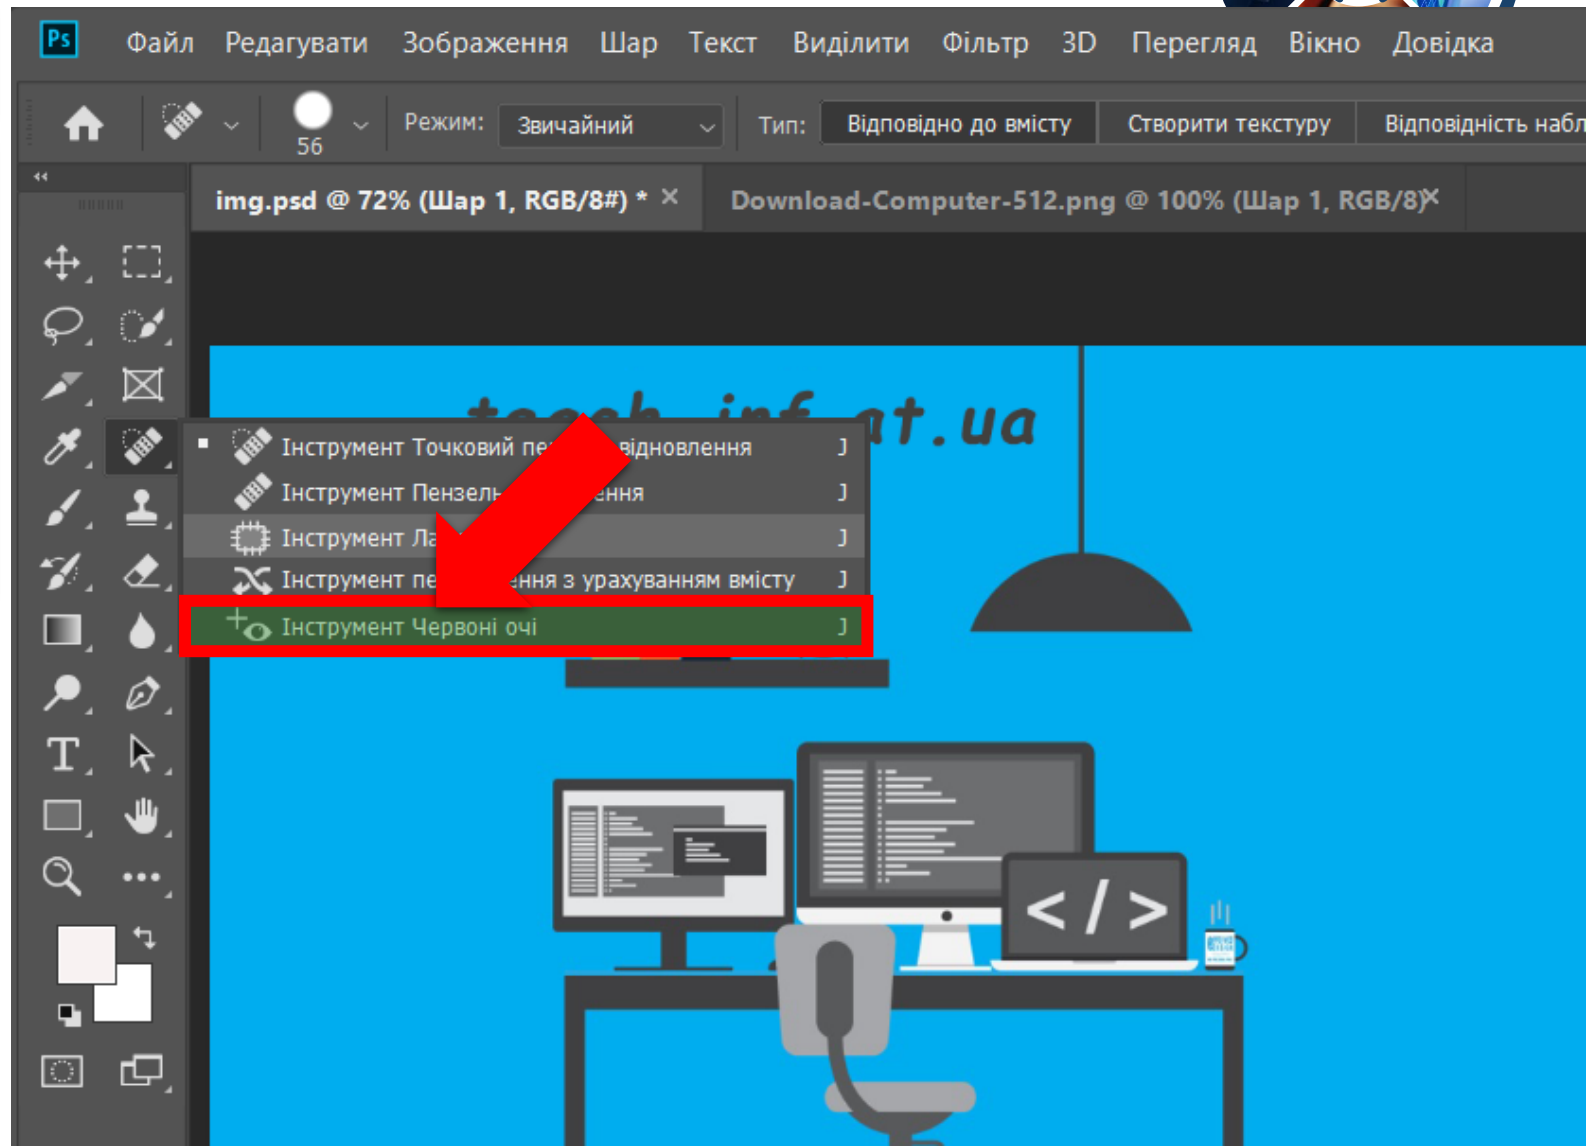 Ps Файл Редагувати Зображення Шар Текст Виділити Фільтр 3D Перегляд Вікно Довідка
56 Режим: Звичайний Тип: Відповідно до вмісту Створити текстуру Відповідність набл
img.psd @ 72% (Шар 1, RGB/8#) * × Download-Computer-512.png @ 100% (Шар 1, RGB/8) ×
at.ua
Інструмент Точковий відновлення J
Інструмент Пензель J
Інструмент J
Інструмент з урахуванням вмісту J
Інструмент Червоні очі J
T
</>